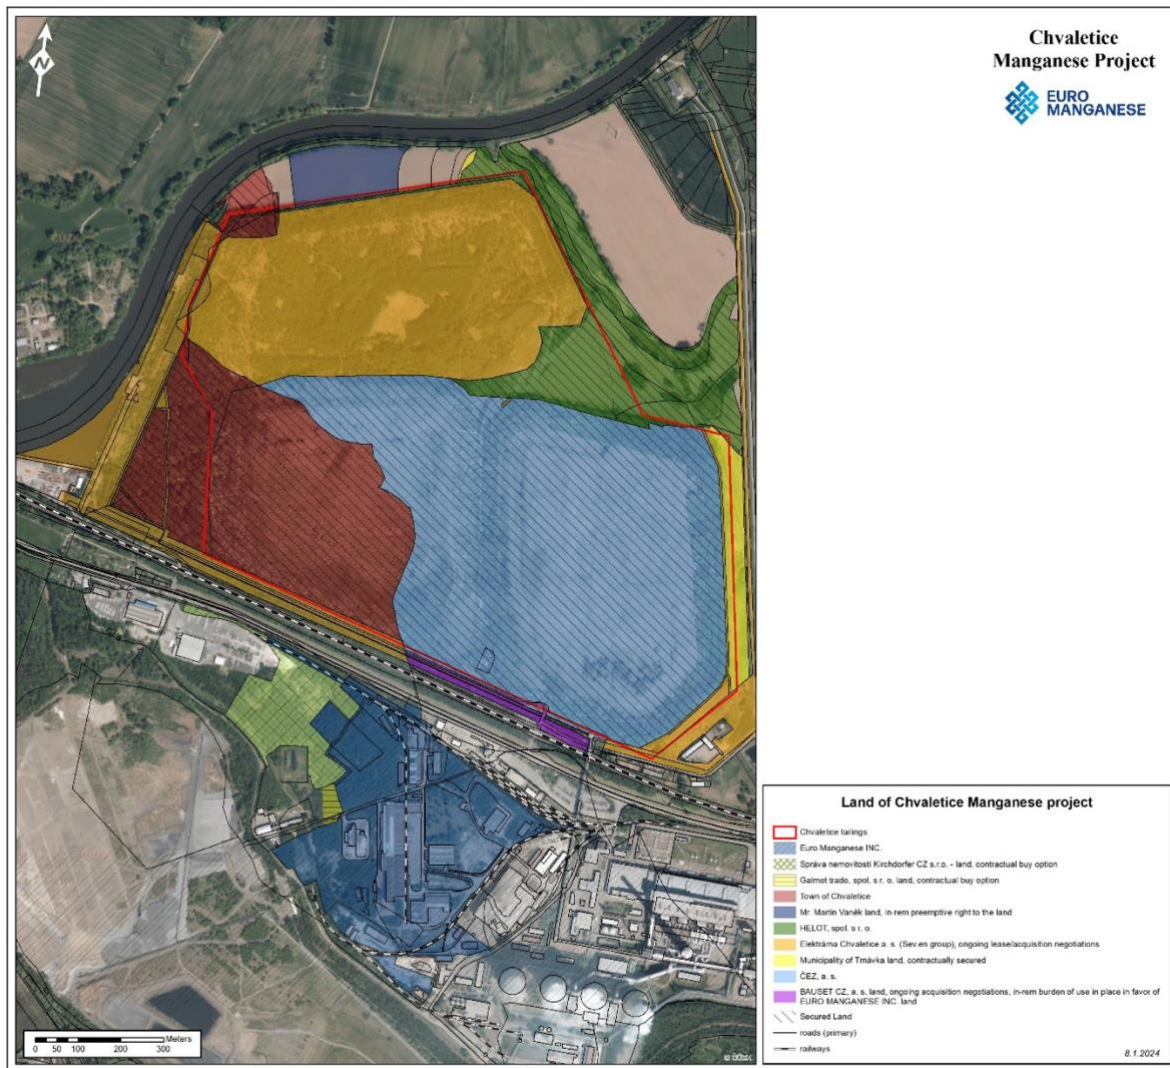 N
Chvaletice
Manganese Project
EURO
MANGANESE
Land of Chvaletice Manganese project
Chvaletice tailings
Euro Manganese INC.
Správa nemovitostí Kirchdorfer CZ s.r.o. - land, contractual buy option
Galmet trado, spol. s r. o. land, contractual buy option
Town of Chvaletice
Mr. Martin Vaněk land, in-rem preemptive right to the land
HELOT, spol. s r. o.
Elektrárna Chvaletice a. s. (Sev.en group), ongoing lease/acquisition negotiations
Municipality of Trnávka land, contractually secured
ČEZ, a. s.
BAUSET CZ, a. s. land, ongoing acquisition negotiations, in-rem burden of use in place in favor of
EURO MANGANESE INC. land
Secured Land
roads (primary)
railways
8.1.2024
Meters
0 50 100 200 300